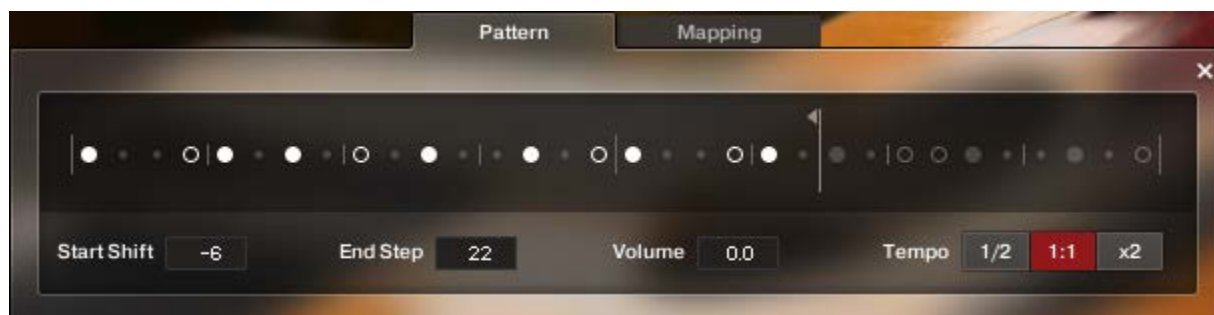 Pattern Mapping
×
Start Shift -6 End Step 22 Volume 0.0 Tempo 1/2 1:1 x2